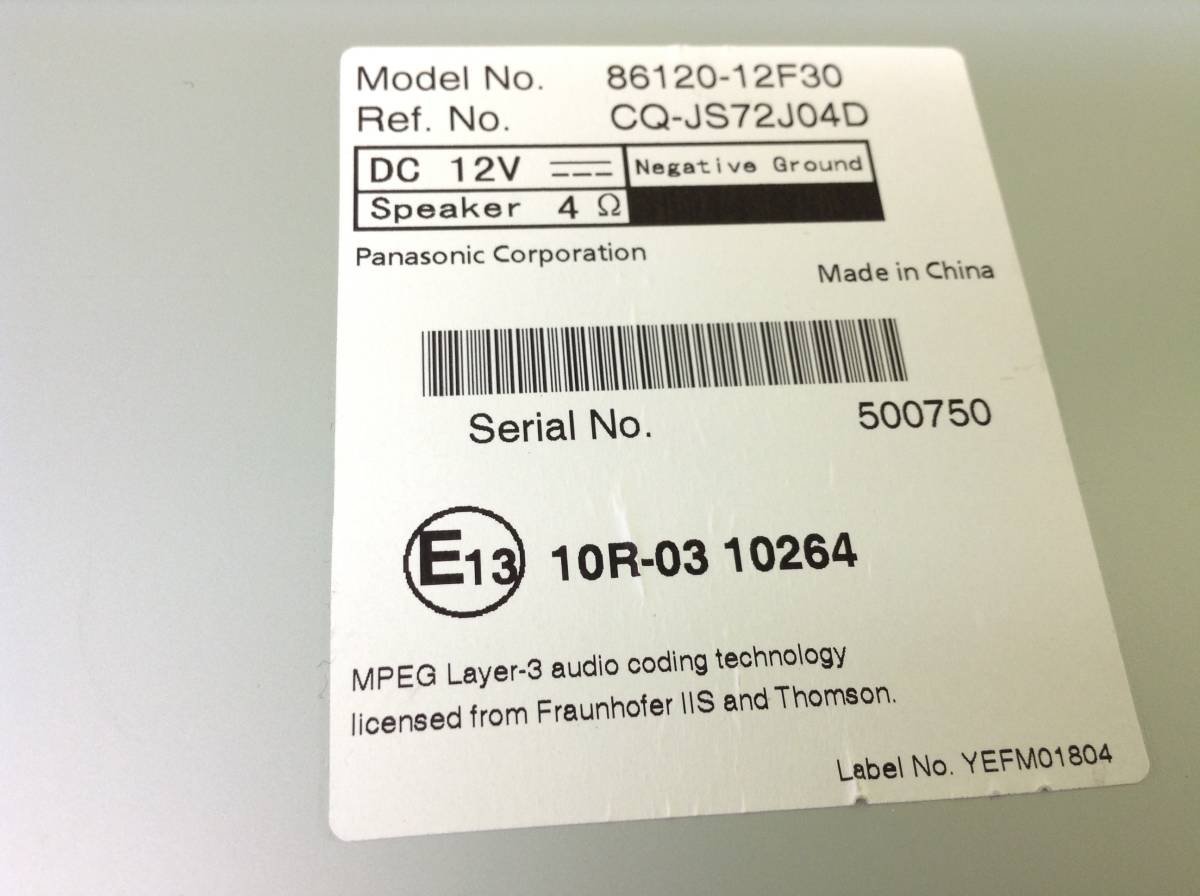 Model No. 86120-12F30
Ref. No. CQ-JS72J04D
DC 12V ⎓ Negative Ground
Speaker 4 Ω
Panasonic Corporation
Made in China
Serial No. 500750
E13 10R-03 10264
MPEG Layer-3 audio coding technology
licensed from Fraunhofer IIS and Thomson.
Label No. YEFM01804